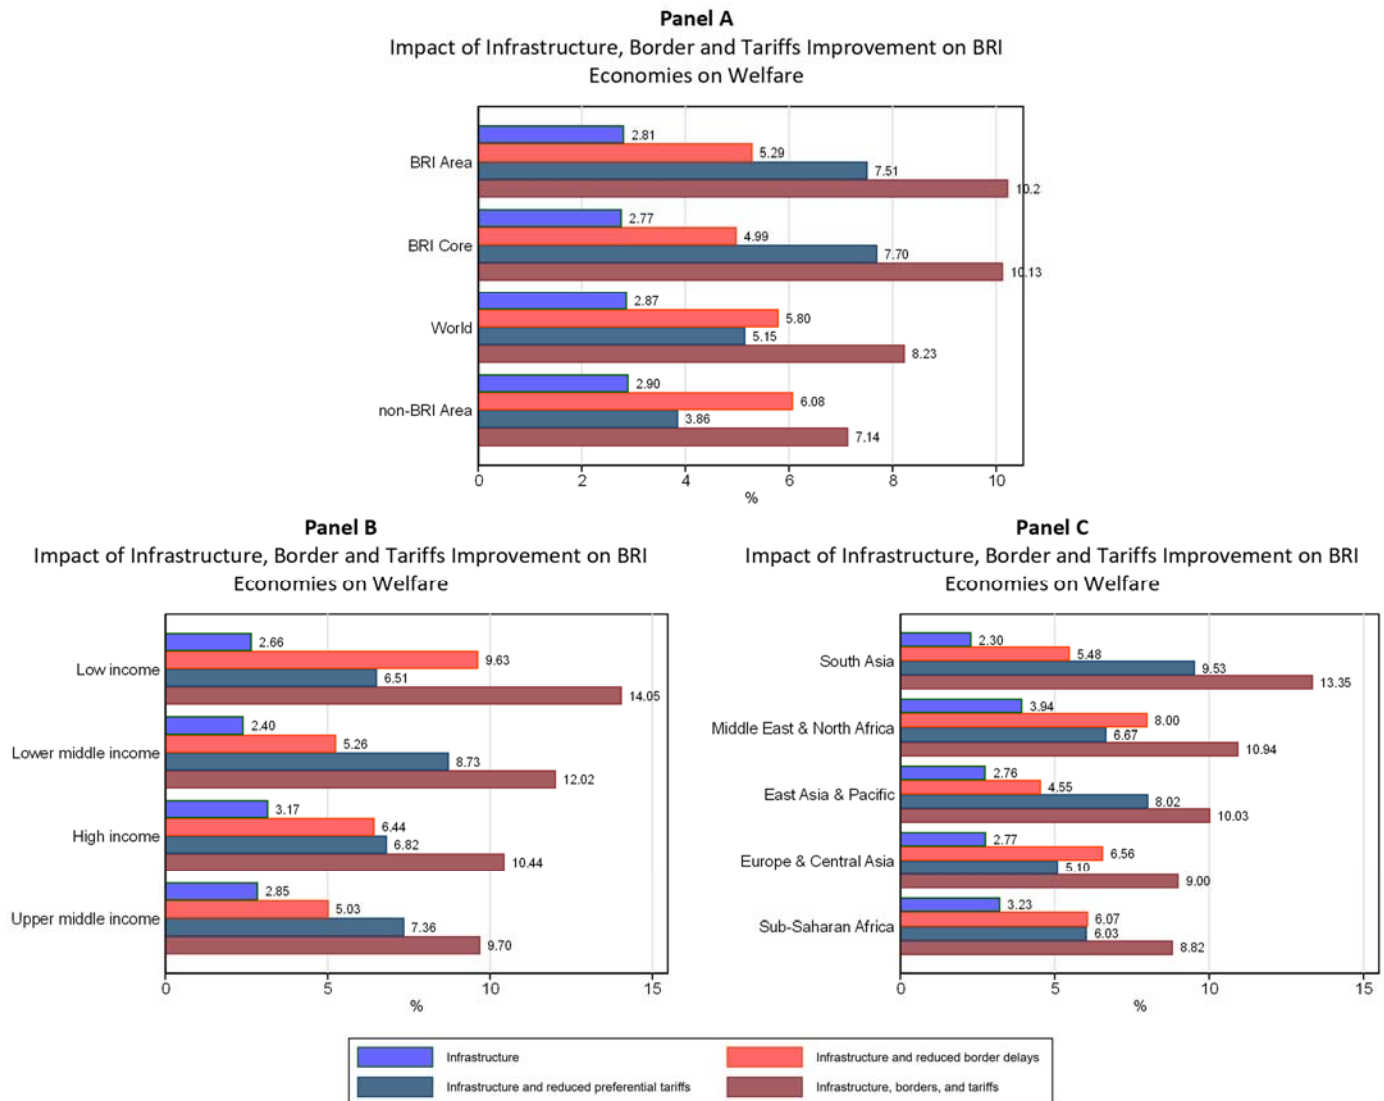 Panel A
Impact of Infrastructure, Border and Tariffs Improvement on BRI
Economies on Welfare
BRI Area
2.81
5.29
7.51
10.2
BRI Core
2.77
4.99
7.70
10.13
World
2.87
5.80
5.15
8.23
non-BRI Area
2.90
6.08
3.86
7.14
0 2 4 6 8 10
%
Panel B
Impact of Infrastructure, Border and Tariffs Improvement on BRI
Economies on Welfare
Low income
2.66
9.63
6.51
14.05
Lower middle income
2.40
5.26
8.73
12.02
High income
3.17
6.44
6.82
10.44
Upper middle income
2.85
5.03
7.36
9.70
0 5 10 15
%
Panel C
Impact of Infrastructure, Border and Tariffs Improvement on BRI
Economies on Welfare
South Asia
2.30
5.48
9.53
13.35
Middle East & North Africa
3.94
8.00
6.67
10.94
East Asia & Pacific
2.76
4.55
8.02
10.03
Europe & Central Asia
2.77
6.56
5.10
9.00
Sub-Saharan Africa
3.23
6.07
6.03
8.82
0 5 10 15
%
Infrastructure
Infrastructure and reduced border delays
Infrastructure and reduced preferential tariffs
Infrastructure, borders, and tariffs